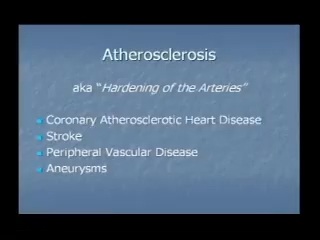 Atherosclerosis
aka "Hardening of the Arteries"
Coronary Atherosclerotic Heart Disease
Stroke
Peripheral Vascular Disease
Aneurysms